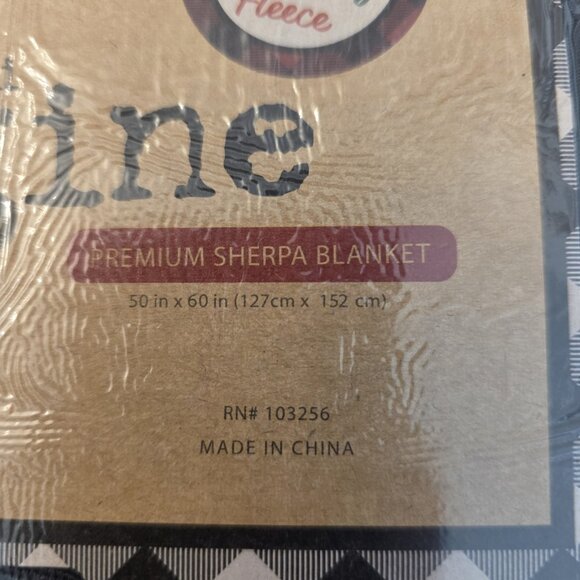 Fleece
ine
PREMIUM SHERPA BLANKET
50 in x 60 in (127cm x 152 cm)
RN# 103256
MADE IN CHINA